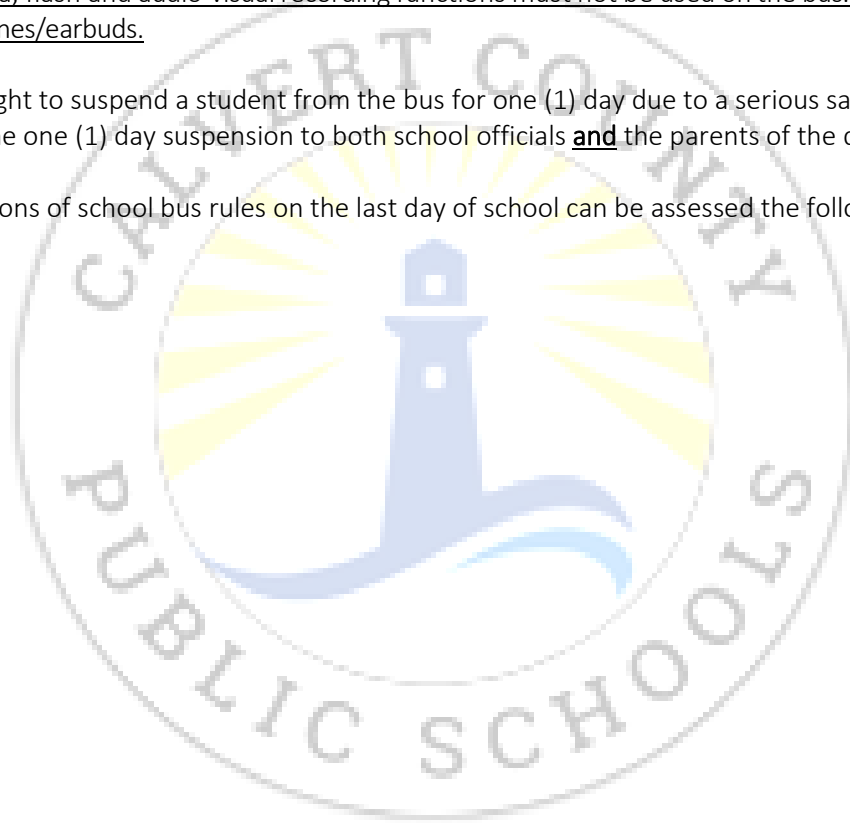 flash and audio-visual recording functions must not be used on the bus.
nes/earbuds.
ght to suspend a student from the bus for one (1) day due to a serious sa
e one (1) day suspension to both school officials and the parents of the
ons of school bus rules on the last day of school can be assessed the follo
CALVERT COUNTY
PUBLIC SCHOOLS